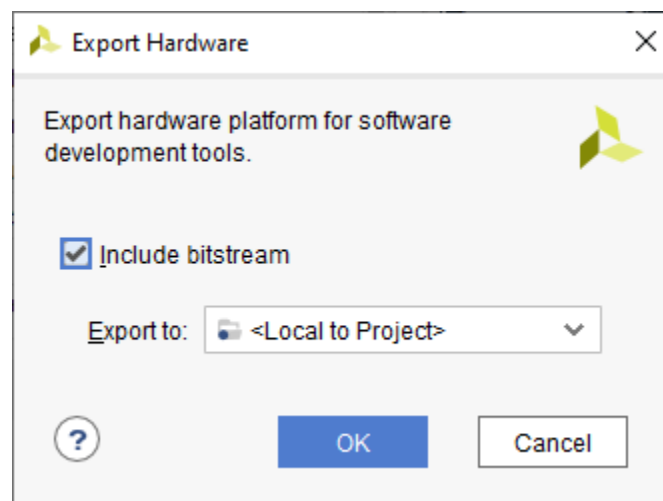 Export Hardware
Export hardware platform for software
development tools.
Include bitstream
Export to: <Local to Project>
? OK Cancel